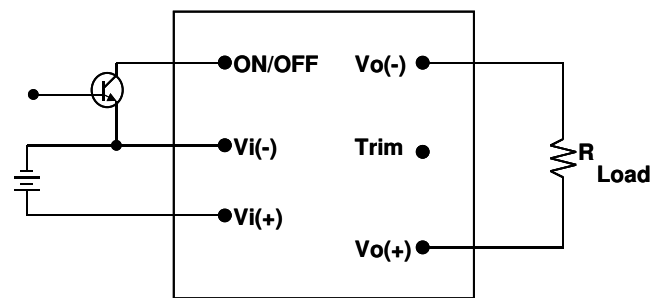 ON/OFF
Vo(-)
Vi(-)
Trim
R
Load
Vi(+)
Vo(+)